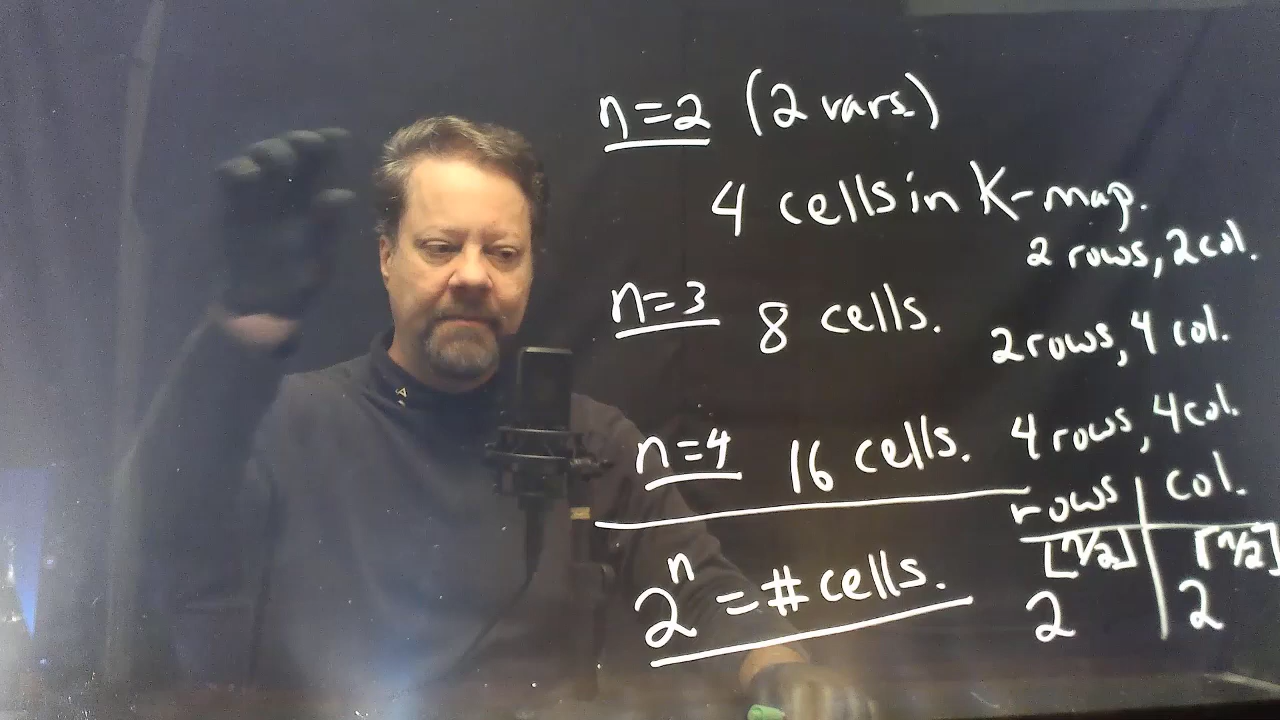 n=2 (2 vars.)
4 cells in K-map.
2 rows, 2 col.
n=3 8 cells. 2 rows, 4 col.
n=4 16 cells. 4 rows, 4 col.
rows | col.
2^n = # cells. 2^⌊n/2⌋ | 2^⌈n/2⌉